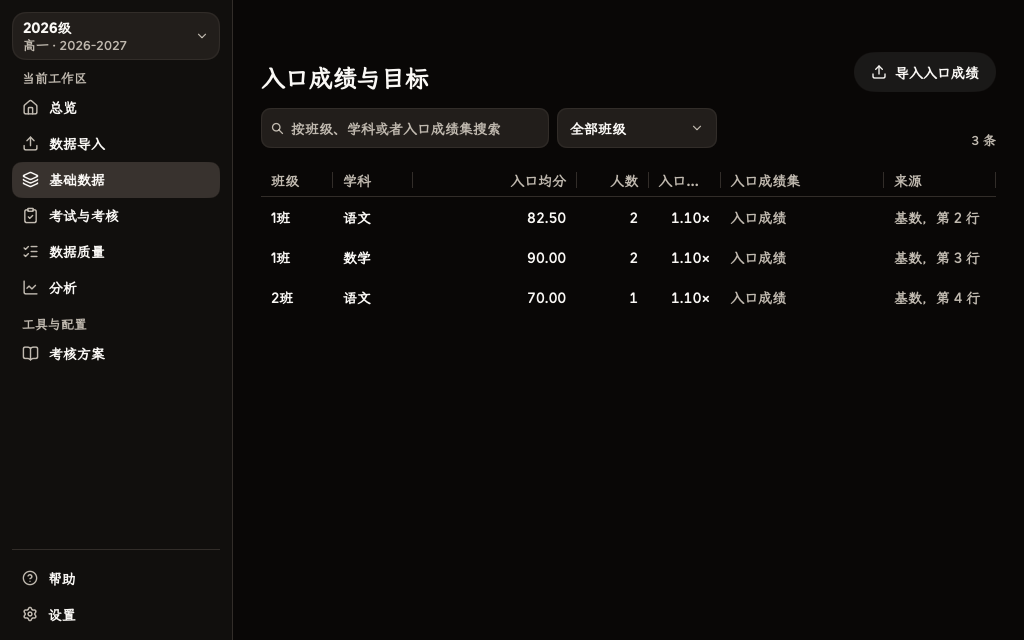 2026级
高一 · 2026-2027
当前工作区
总览
数据导入
基础数据
考试与考核
数据质量
分析
工具与配置
考核方案
帮助
设置
入口成绩与目标
导入入口成绩
按班级、学科或者入口成绩集搜索
全部班级
3 条
班级 学科 入口均分 人数 入口... 入口成绩集 来源
1班 语文 82.50 2 1.10× 入口成绩 基数，第 2 行
1班 数学 90.00 2 1.10× 入口成绩 基数，第 3 行
2班 语文 70.00 1 1.10× 入口成绩 基数，第 4 行